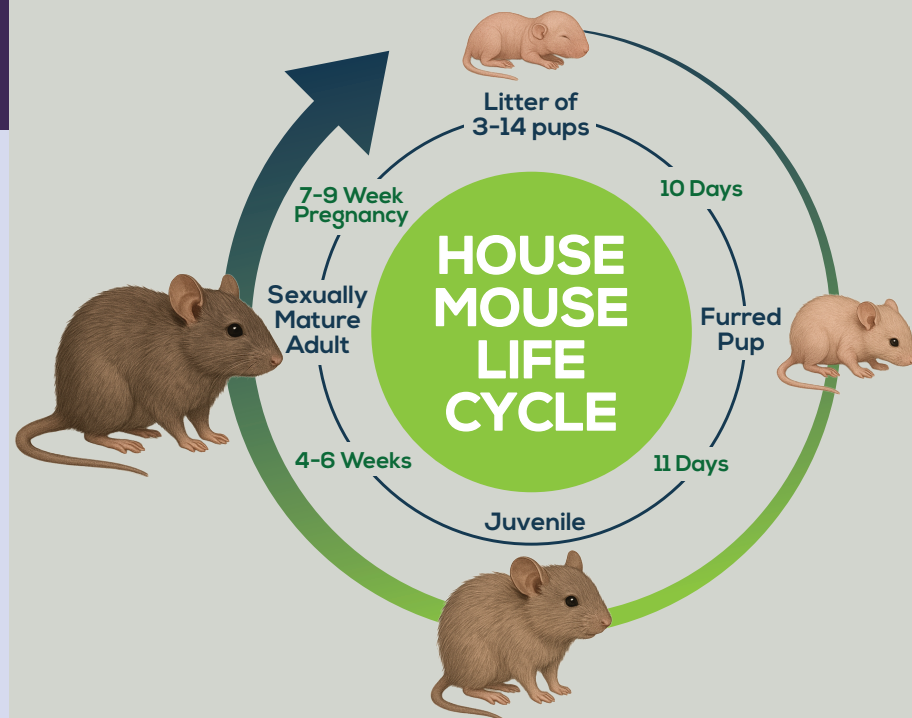 HOUSE
MOUSE
LIFE
CYCLE
Litter of
3-14 pups
10 Days
Furred
Pup
11 Days
Juvenile
4-6 Weeks
Sexually
Mature
Adult
7-9 Week
Pregnancy